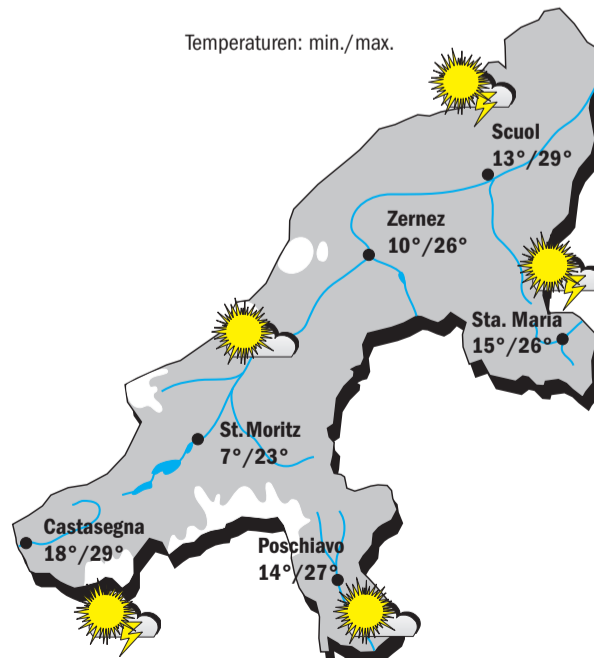 Temperaturen: min./max.
Scuol
13°/29°
Zernez
10°/26°
Sta. Maria
15°/26°
St. Moritz
7°/23°
Castasegna
18°/29°
Poschiavo
14°/27°